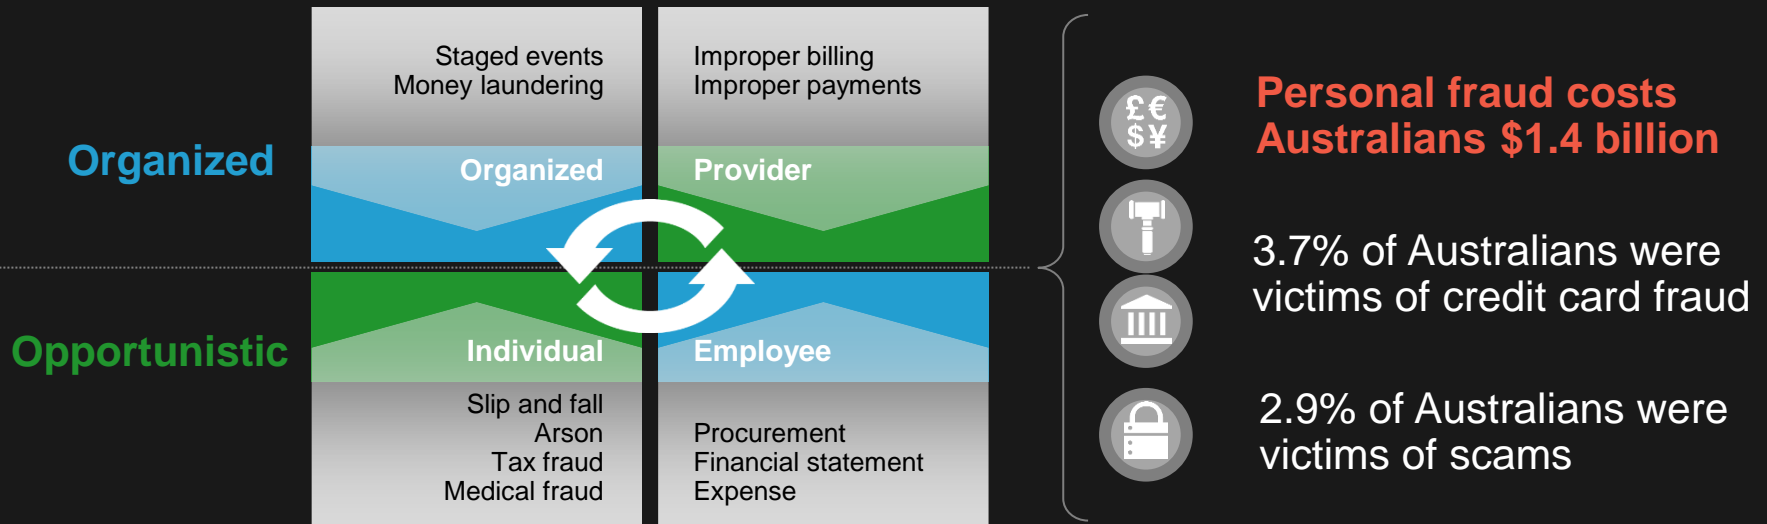 Organized
Opportunistic
Staged events
Money laundering
Organized
Improper billing
Improper payments
Provider
Individual
Slip and fall
Arson
Tax fraud
Medical fraud
Employee
Procurement
Financial statement
Expense
£€
$¥
Personal fraud costs
Australians $1.4 billion
3.7% of Australians were
victims of credit card fraud
2.9% of Australians were
victims of scams